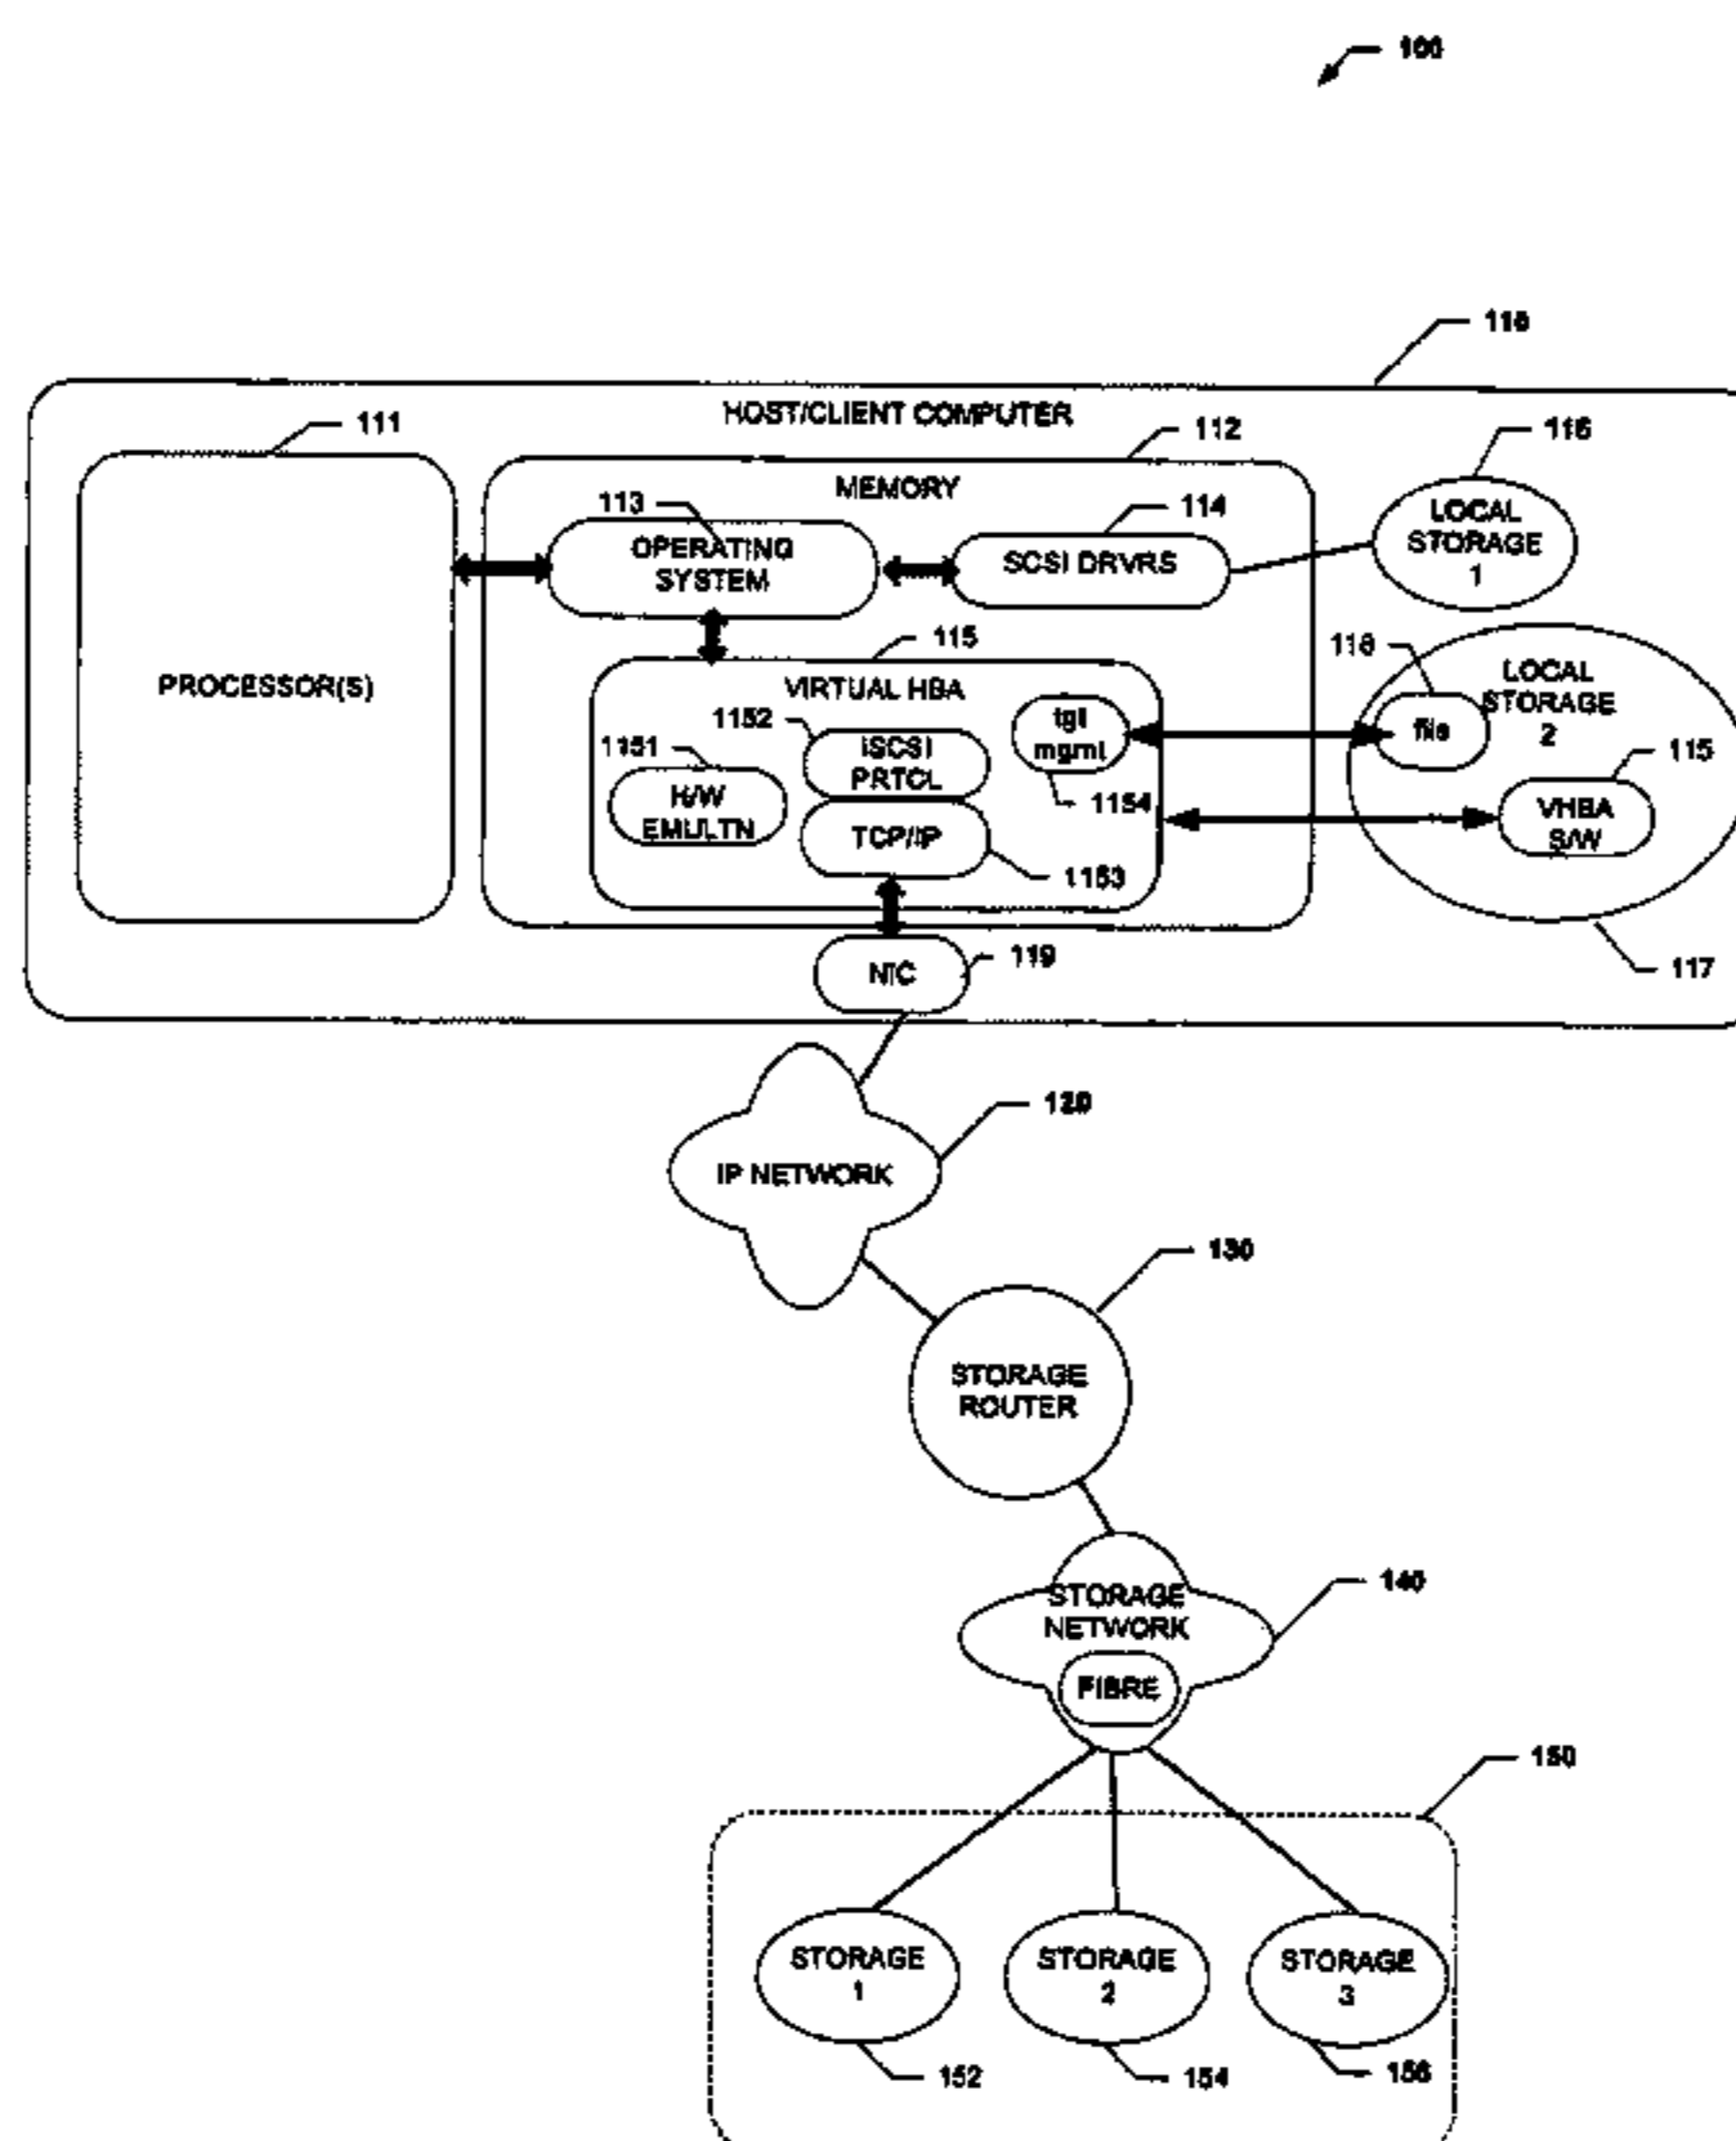 100
110
HOST/CLIENT COMPUTER
111
112
116
MEMORY
113
114
LOCAL
STORAGE
1
OPERATING
SYSTEM
SCSI DRVRS
115
118
PROCESSOR(S)
VIRTUAL HBA
LOCAL
STORAGE
2
1152
tgt
mgmt
file
1151
iSCSI
PRTCL
115
H/W
EMULTN
1154
VHBA
S/W
TCP/IP
1153
119
NIC
117
120
IP NETWORK
130
STORAGE
ROUTER
140
STORAGE
NETWORK
FIBRE
150
STORAGE
1
STORAGE
2
STORAGE
3
152
154
156